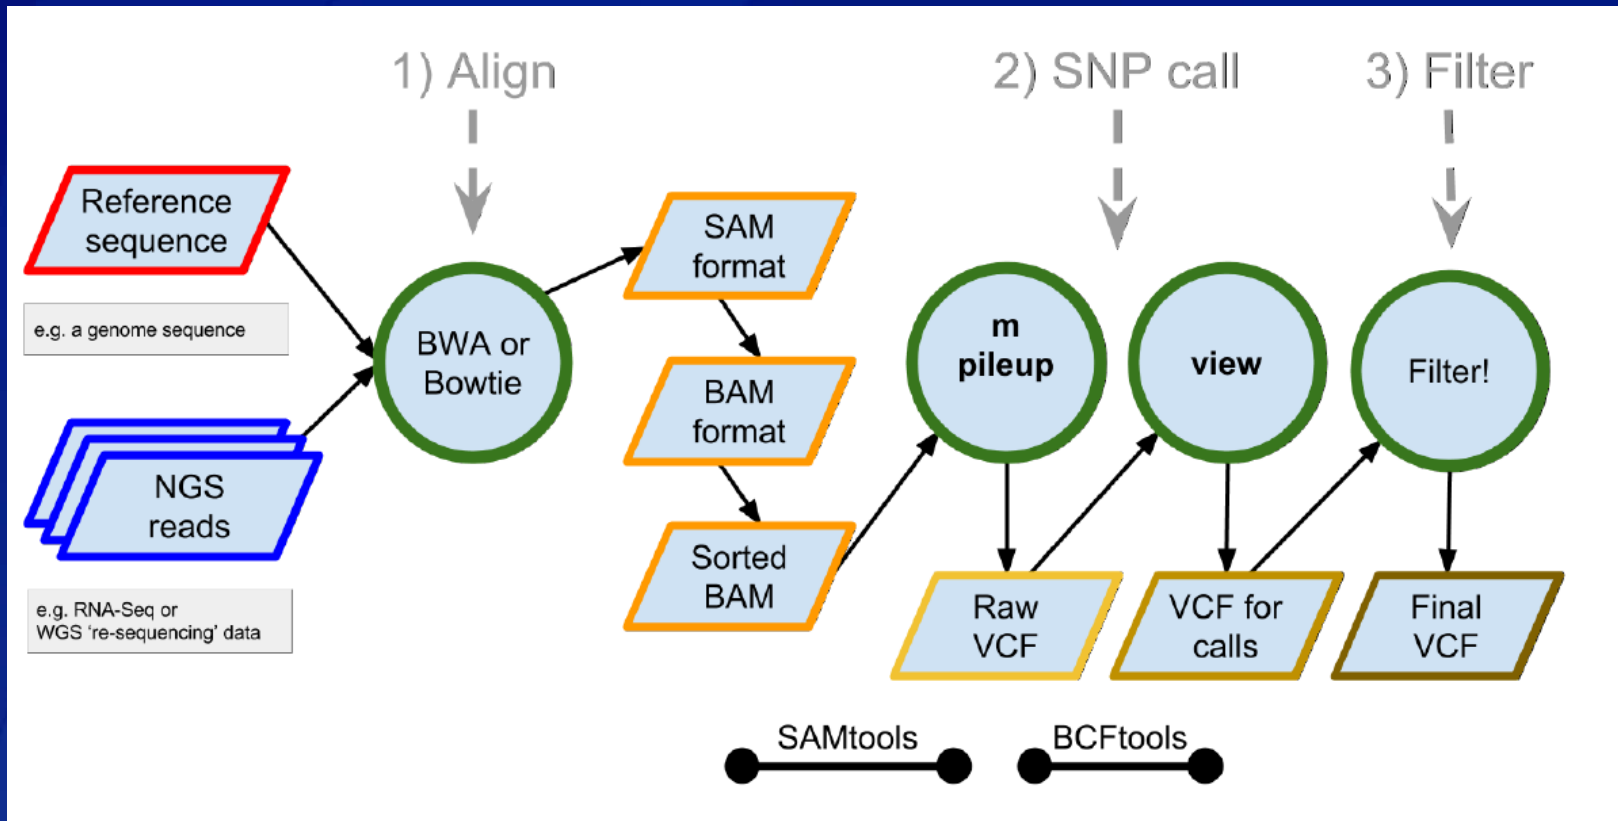 1) Align
2) SNP call
3) Filter
Reference
sequence
e.g. a genome sequence
NGS
reads
e.g. RNA-Seq or
WGS ‘re-sequencing’ data
BWA or
Bowtie
SAM
format
BAM
format
Sorted
BAM
m
pileup
view
Filter!
Raw
VCF
VCF for
calls
Final
VCF
SAMtools
BCFtools